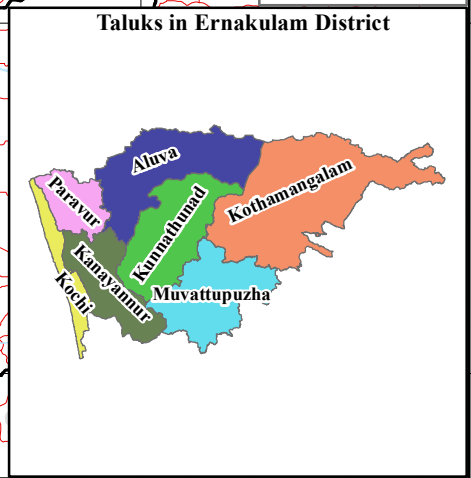 Taluks in Ernakulam District
Aluva
Kothamangalam
Paravur
Kunnathunad
Kanayannur
Kochi
Muvattupuzha